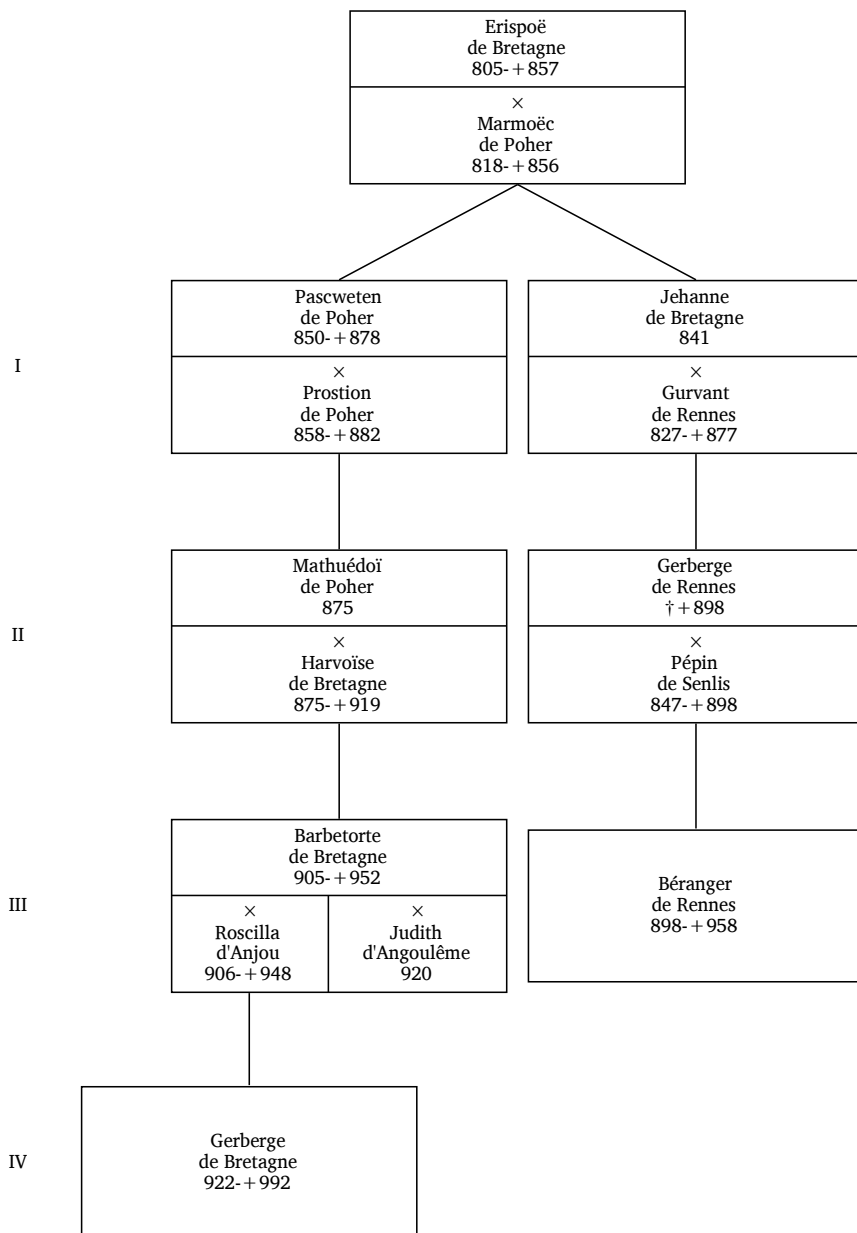 Erispoë
de Bretagne
805-+857
×
Marmoëc
de Poher
818-+856
I
Pascweten
de Poher
850-+878
×
Prostion
de Poher
858-+882
Jehanne
de Bretagne
841
×
Gurvant
de Rennes
827-+877
II
Mathuédoï
de Poher
875
×
Harvoïse
de Bretagne
875-+919
Gerberge
de Rennes
†+898
×
Pépin
de Senlis
847-+898
III
Barbetorte
de Bretagne
905-+952
×
Roscilla
d'Anjou
906-+948
×
Judith
d'Angoulême
920
Béranger
de Rennes
898-+958
IV
Gerberge
de Bretagne
922-+992